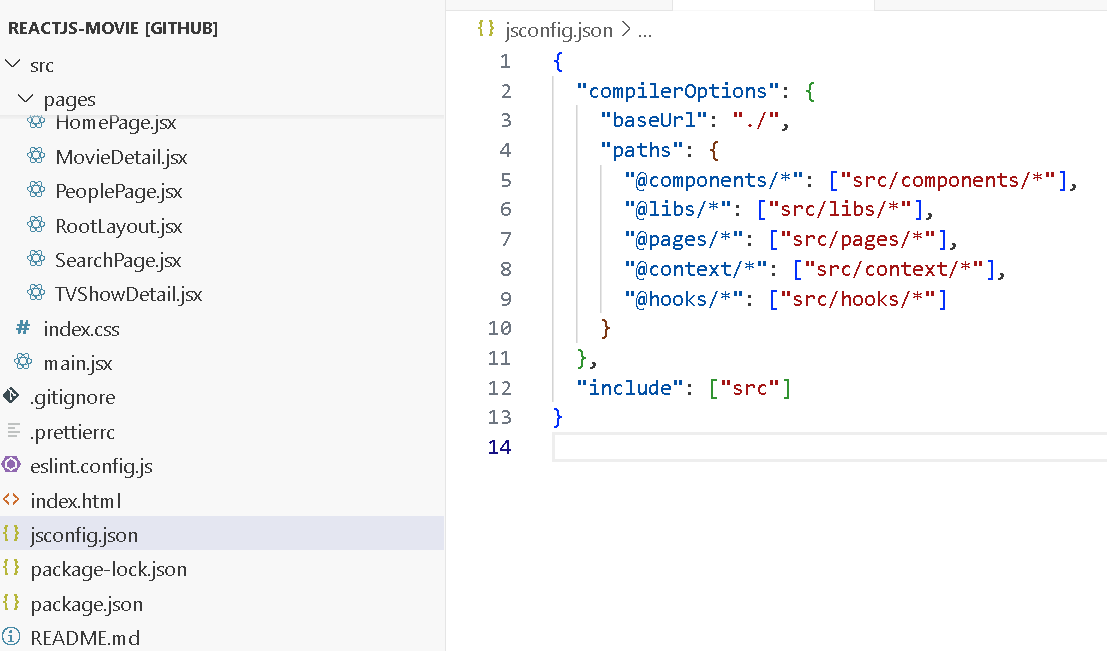 REACTJS-MOVIE [GITHUB]
src
pages
HomePage.jsx
MovieDetail.jsx
PeoplePage.jsx
RootLayout.jsx
SearchPage.jsx
TVShowDetail.jsx
# index.css
main.jsx
.gitignore
.prettierrc
eslint.config.js
<> index.html
{} jsconfig.json
{} package-lock.json
{} package.json
README.md
{} jsconfig.json > ...
1 {
2 "compilerOptions": {
3 "baseUrl": "./",
4 "paths": {
5 "@components/*": ["src/components/*"],
6 "@libs/*": ["src/libs/*"],
7 "@pages/*": ["src/pages/*"],
8 "@context/*": ["src/context/*"],
9 "@hooks/*": ["src/hooks/*"]
10 }
11 },
12 "include": ["src"]
13 }
14